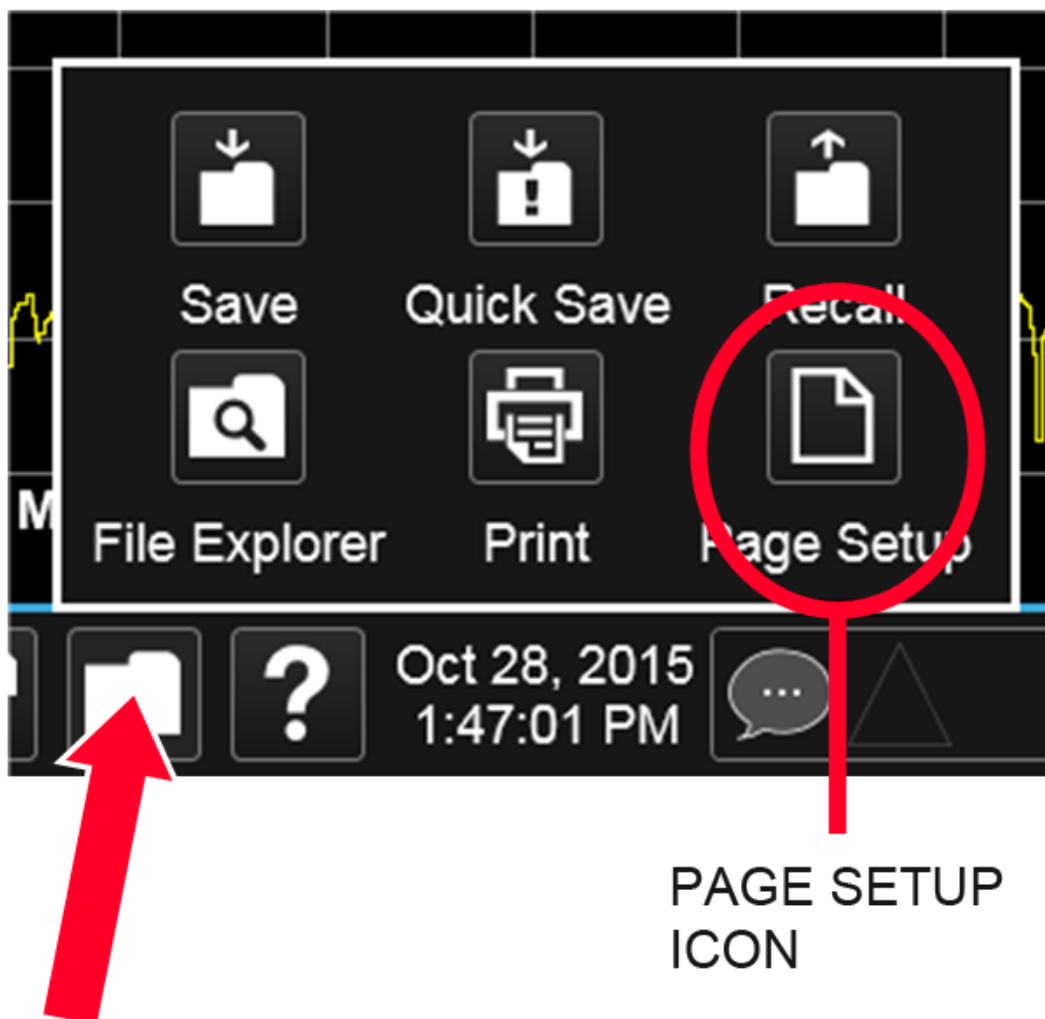 Save Quick Save Recall
M
File Explorer Print Page Setup
? Oct 28, 2015
1:47:01 PM
PAGE SETUP
ICON